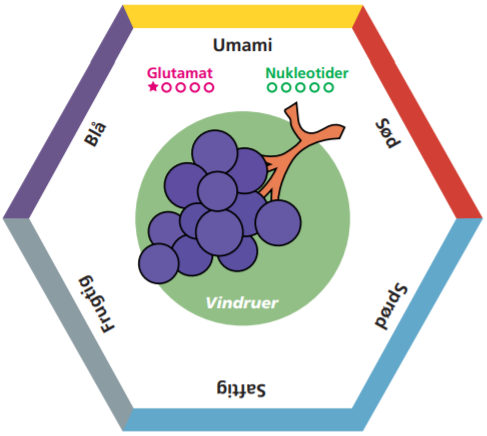 Umami
Glutamat
Nukleotider
Blå
Sød
Vindruer
Frugtig
Sprød
Saftig